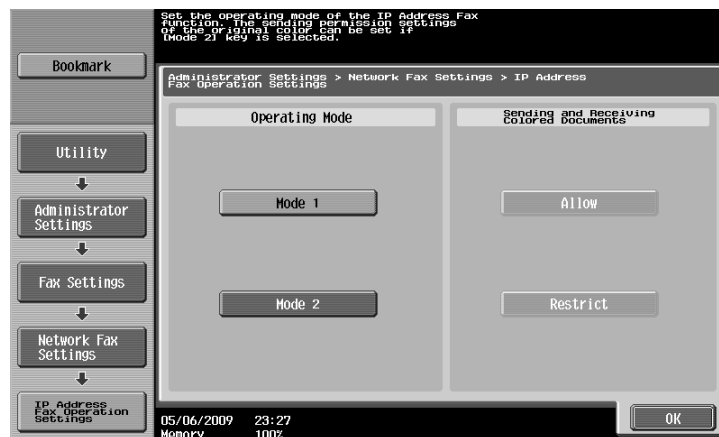 Set the operating mode of the IP Address Fax
function. The sending permission settings
of the original color can be set if
[Mode 2] key is selected.
Bookmark
Administrator Settings > Network Fax Settings > IP Address
Fax Operation Settings
Operating Mode
Sending and Receiving
Colored Documents
Utility
Mode 1
Allow
Administrator
Settings
Fax Settings
Mode 2
Restrict
Network Fax
Settings
IP Address
Fax Operation
Settings
05/06/2009 23:27
Memory 100%
OK